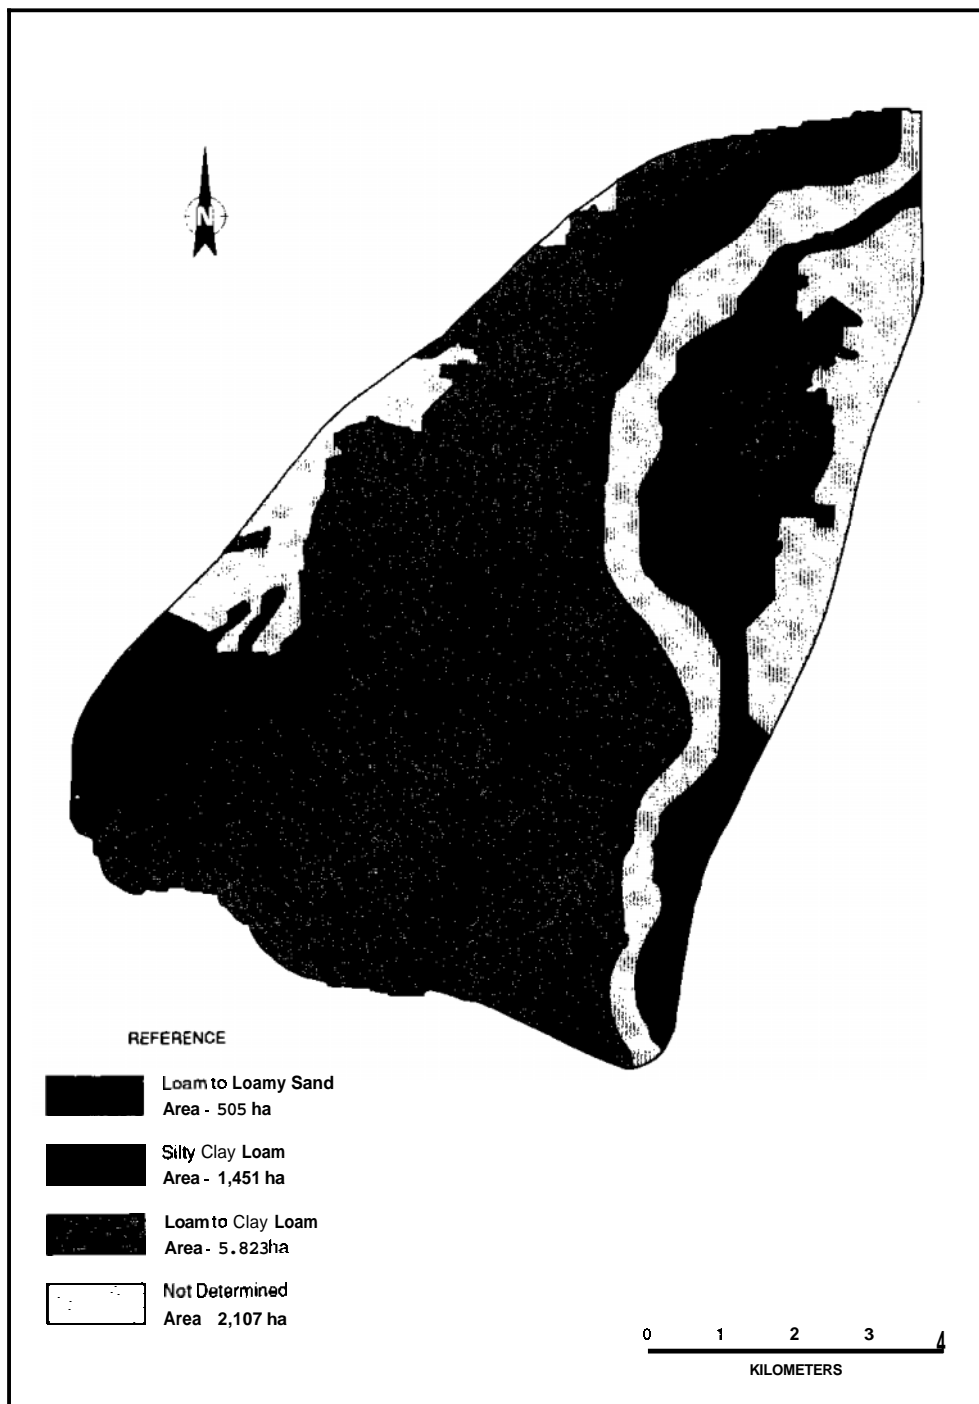 N
REFERENCE
Loam to Loamy Sand
Area - 505 ha
Silty Clay Loam
Area - 1,451 ha
Loam to Clay Loam
Area - 5.823ha
Not Determined
Area 2,107 ha
0 1 2 3 4
KILOMETERS